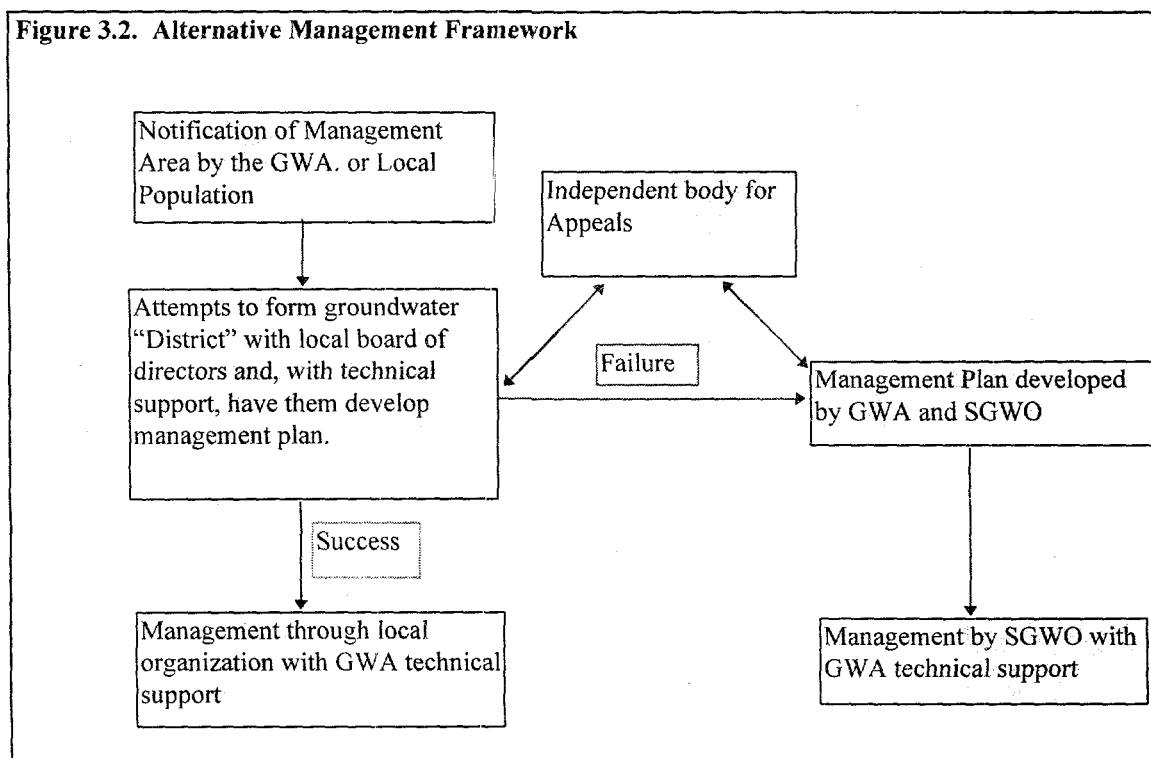 Figure 3.2. Alternative Management Framework
Notification of Management
Area by the GWA. or Local
Population
Independent body for
Appeals
Attempts to form groundwater
“District” with local board of
directors and, with technical
support, have them develop
management plan.
Failure
Management Plan developed
by GWA and SGWO
Success
Management through local
organization with GWA technical
support
Management by SGWO with
GWA technical support